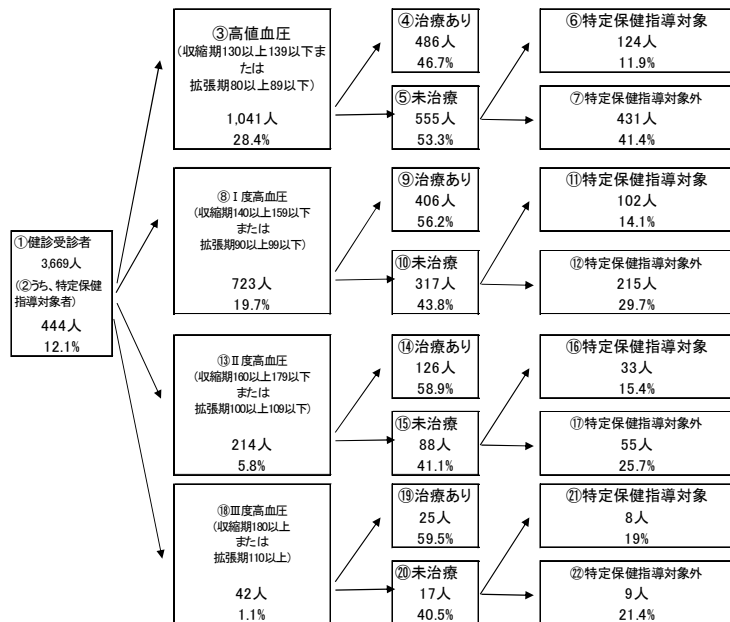 ①健診受診者
3,669人
(②うち、特定保健
指導対象者)
444人
12.1%
③高値血圧
(収縮期130以上139以下ま
たは
拡張期80以上89以下)
1,041人
28.4%
④治療あり
486人
46.7%
⑤未治療
555人
53.3%
⑥特定保健指導対象
124人
11.9%
⑦特定保健指導対象外
431人
41.4%
⑧Ⅰ度高血圧
(収縮期140以上159以下
または
拡張期90以上99以下)
723人
19.7%
⑨治療あり
406人
56.2%
⑩未治療
317人
43.8%
⑪特定保健指導対象
102人
14.1%
⑫特定保健指導対象外
215人
29.7%
⑬Ⅱ度高血圧
(収縮期160以上179以下
または
拡張期100以上109以下)
214人
5.8%
⑭治療あり
126人
58.9%
⑮未治療
88人
41.1%
⑯特定保健指導対象
33人
15.4%
⑰特定保健指導対象外
55人
25.7%
⑱Ⅲ度高血圧
(収縮期180以上
または
拡張期110以上)
42人
1.1%
⑲治療あり
25人
59.5%
⑳未治療
17人
40.5%
㉑特定保健指導対象
8人
19%
㉒特定保健指導対象外
9人
21.4%